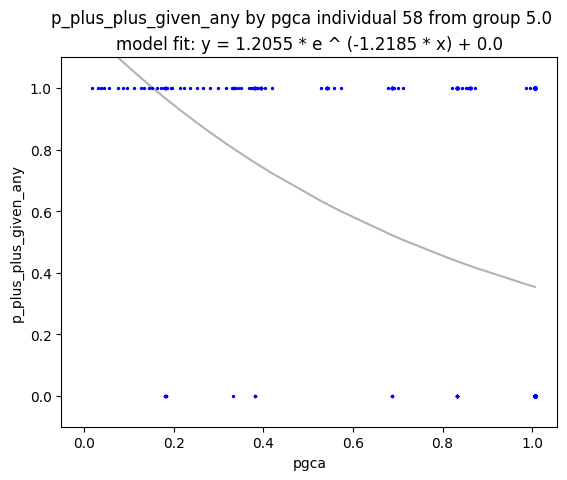 p_plus_plus_given_any by pgca individual 58 from group 5.0
model fit: y = 1.2055 * e ^ (-1.2185 * x) + 0.0
p_plus_plus_given_any
1.0
0.8
0.6
0.4
0.2
0.0
0.0 0.2 0.4 0.6 0.8 1.0
pgca